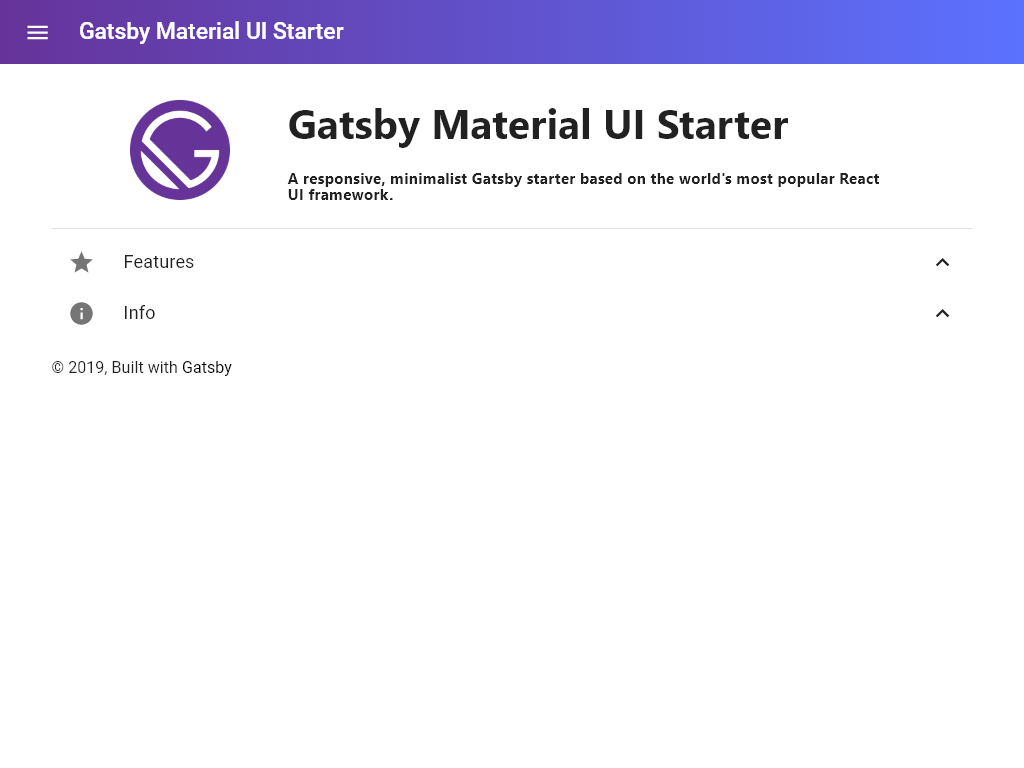 Gatsby Material UI Starter
Gatsby Material UI Starter
A responsive, minimalist Gatsby starter based on the world's most popular React
UI framework.
Features
Info
© 2019, Built with Gatsby